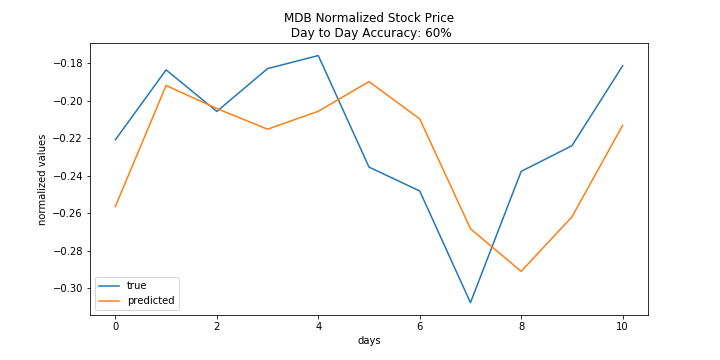 MDB Normalized Stock Price
Day to Day Accuracy: 60%
normalized values
−0.18
−0.20
−0.22
−0.24
−0.26
−0.28
−0.30
true
predicted
0 2 4 6 8 10
days